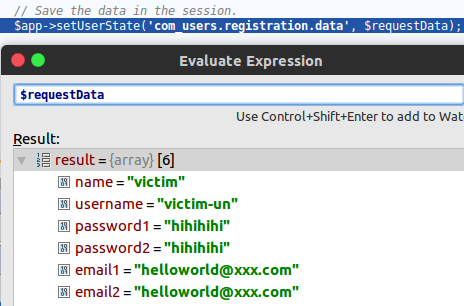 // Save the data in the session.
$app->setUserState('com_users.registration.data', $requestData);
Evaluate Expression
$requestData
Use Control+Shift+Enter to add to Wat
Result:
result = {array} [6]
name = "victim"
username = "victim-un"
password1 = "hihihihi"
password2 = "hihihihi"
email1 = "helloworld@xxx.com"
email2 = "helloworld@xxx.com"